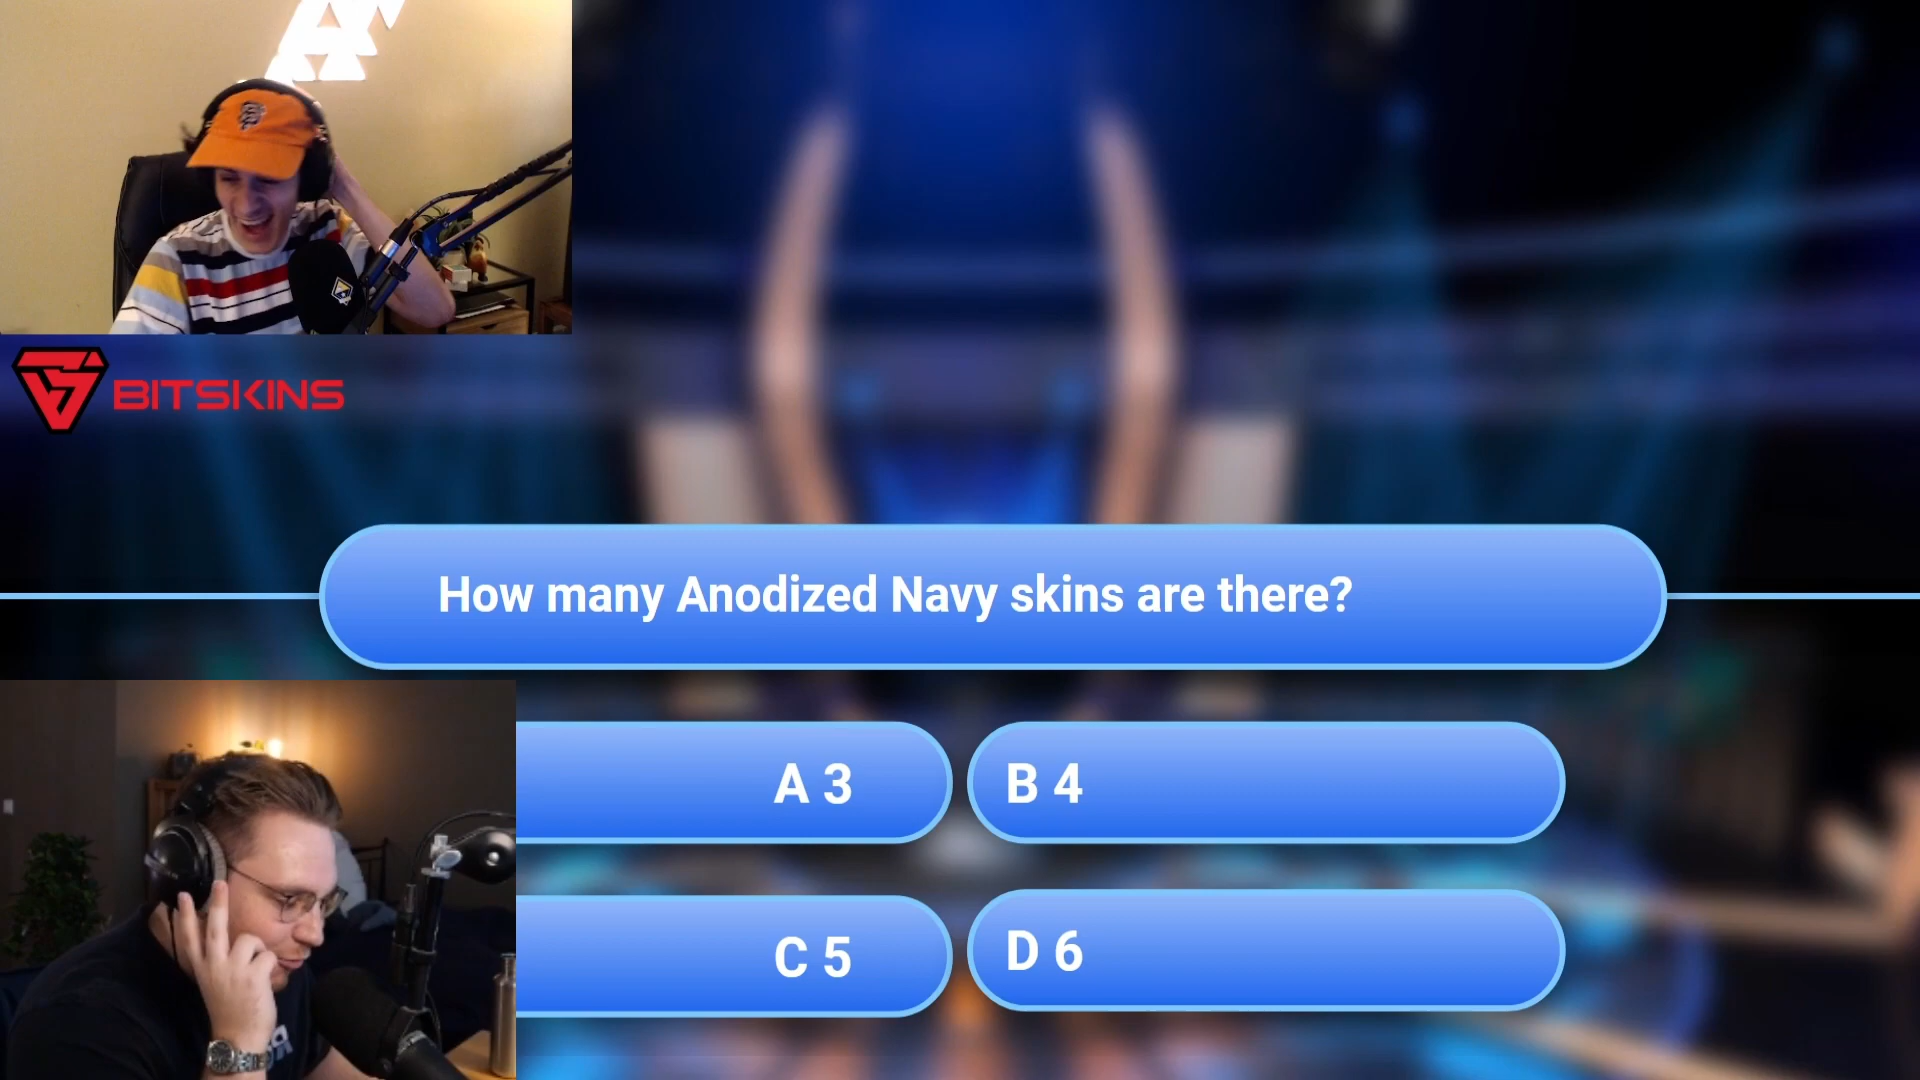 BITSKINS
How many Anodized Navy skins are there?
A 3
B 4
C 5
D 6